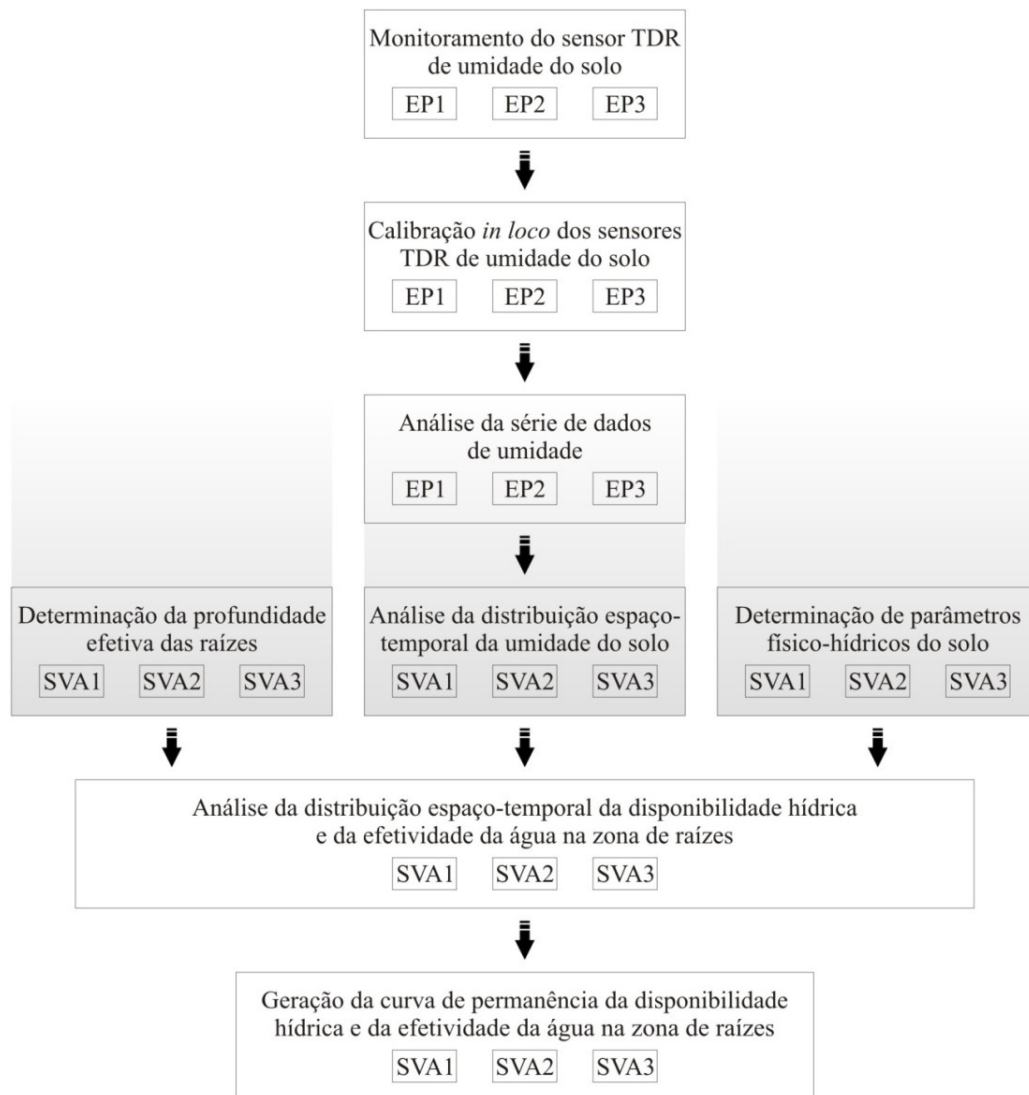 Monitoramento do sensor TDR
de umidade do solo
EP1 EP2 EP3
Calibração in loco dos sensores
TDR de umidade do solo
EP1 EP2 EP3
Análise da série de dados
de umidade
EP1 EP2 EP3
Determinação da profundidade
efetiva das raízes
SVA1 SVA2 SVA3
Análise da distribuição espaço-
temporal da umidade do solo
SVA1 SVA2 SVA3
Determinação de parâmetros
físico-hídricos do solo
SVA1 SVA2 SVA3
Análise da distribuição espaço-temporal da disponibilidade hídrica
e da efetividade da água na zona de raízes
SVA1 SVA2 SVA3
Geração da curva de permanência da disponibilidade
hídrica e da efetividade da água na zona de raízes
SVA1 SVA2 SVA3